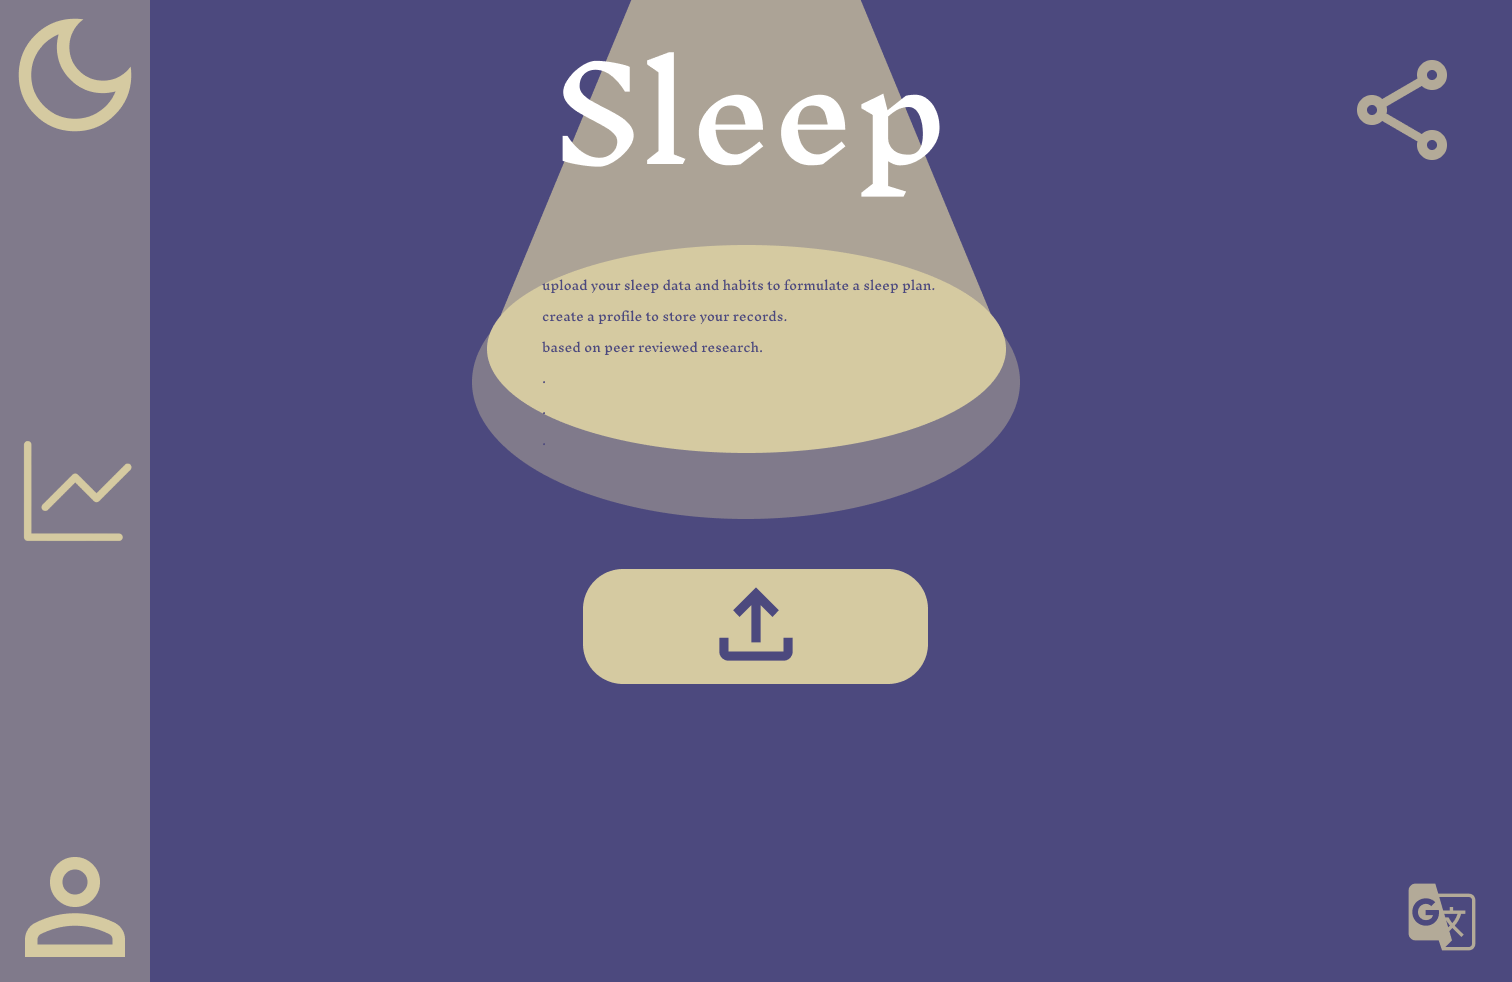 Sleep
upload your sleep data and habits to formulate a sleep plan.
create a profile to store your records.
based on peer reviewed research.
.
.
.
G 文